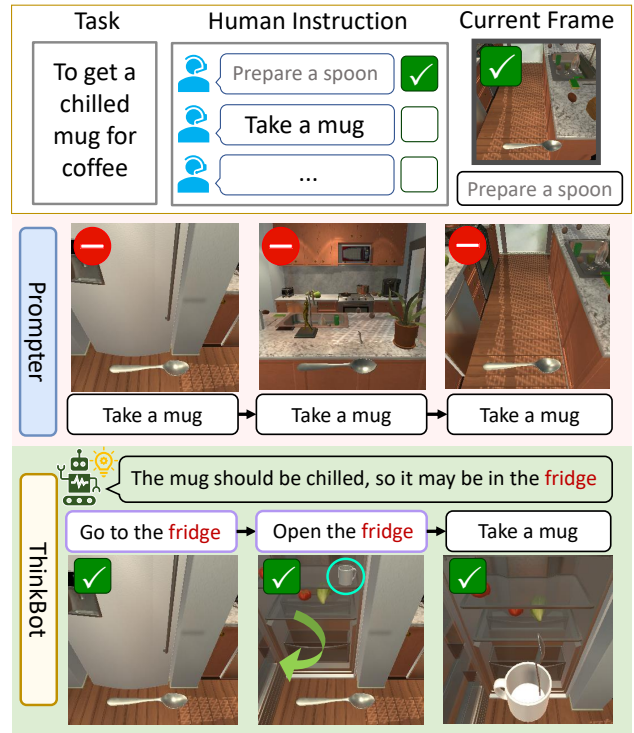 Task
Human Instruction
Current Frame
To get a
chilled
mug for
coffee
Prepare a spoon
Take a mug
...
Prepare a spoon
Prompter
Take a mug
Take a mug
Take a mug
ThinkBot
The mug should be chilled, so it may be in the fridge
Go to the fridge
Open the fridge
Take a mug